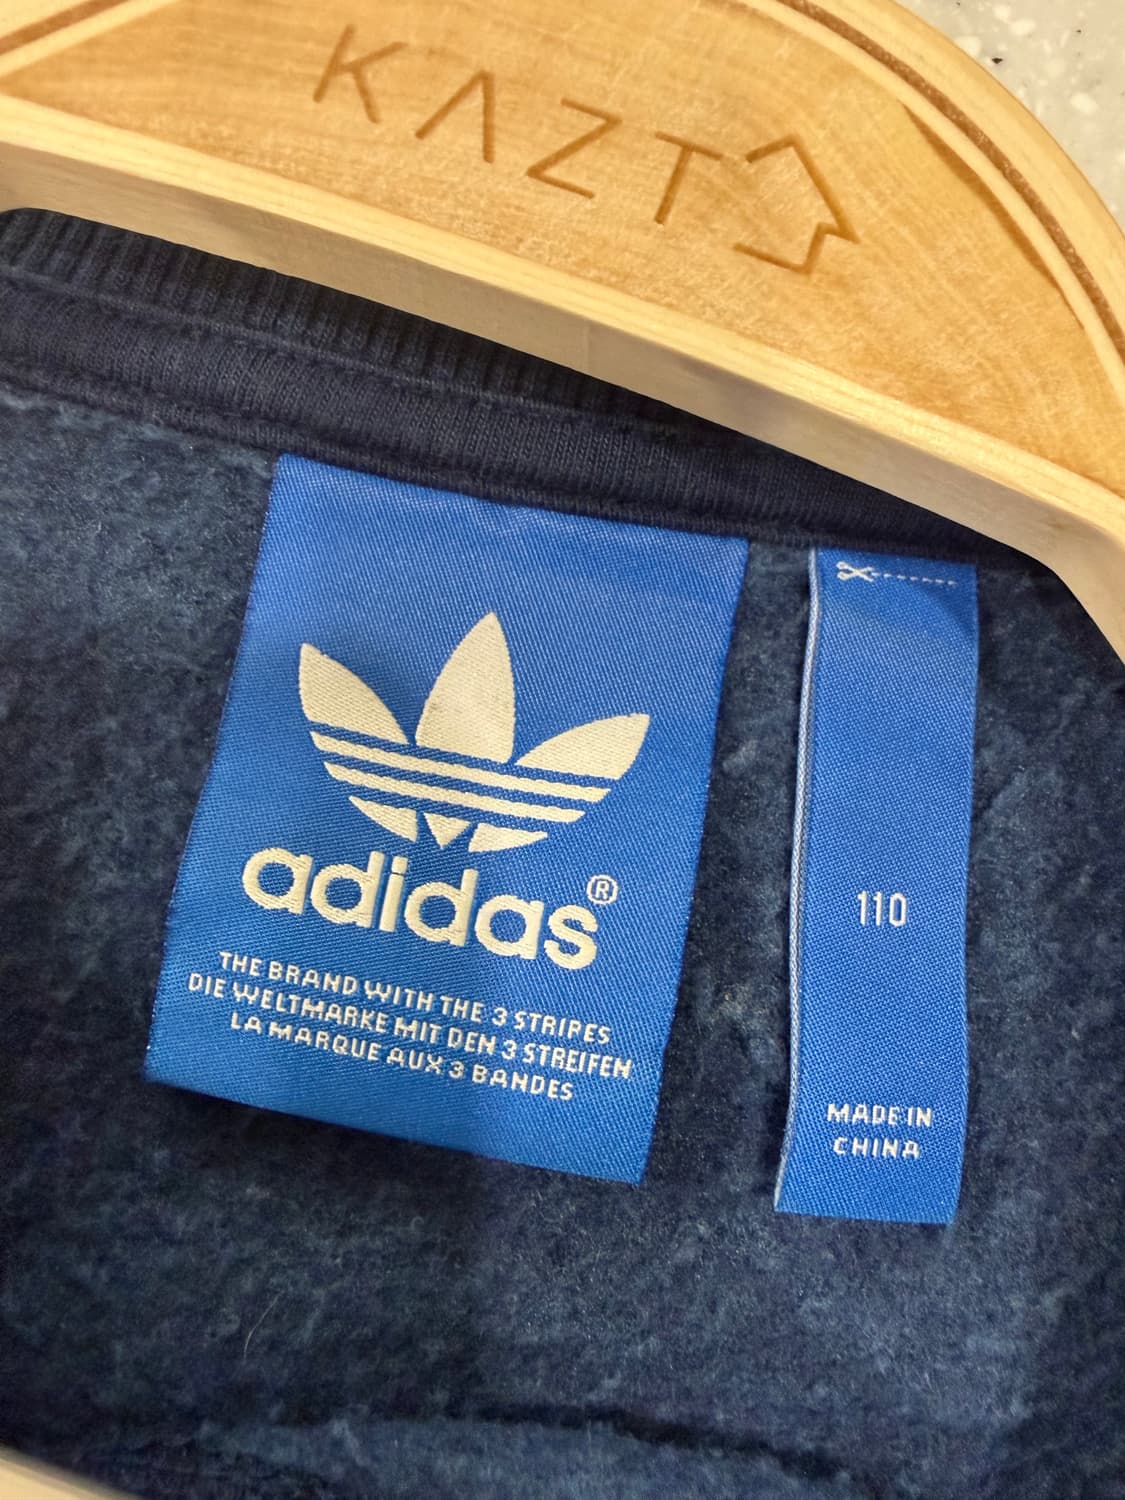 KAZT
adidas®
THE BRAND WITH THE 3 STRIPES
DIE WELTMARKE MIT DEN 3 STREIFEN
LA MARQUE AUX 3 BANDES
110
MADE IN
CHINA